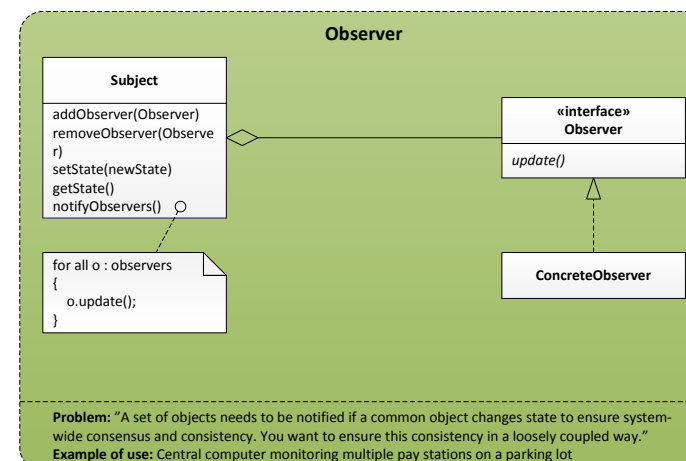 Observer
Subject
addObserver(Observer)
removeObserver(Observe
r)
setState(newState)
getState()
notifyObservers()
for all o : observers
{
o.update();
}
«interface»
Observer
update()
ConcreteObserver
Problem: ”A set of objects needs to be notified if a common object changes state to ensure system-
wide consensus and consistency. You want to ensure this consistency in a loosely coupled way.”
Example of use: Central computer monitoring multiple pay stations on a parking lot